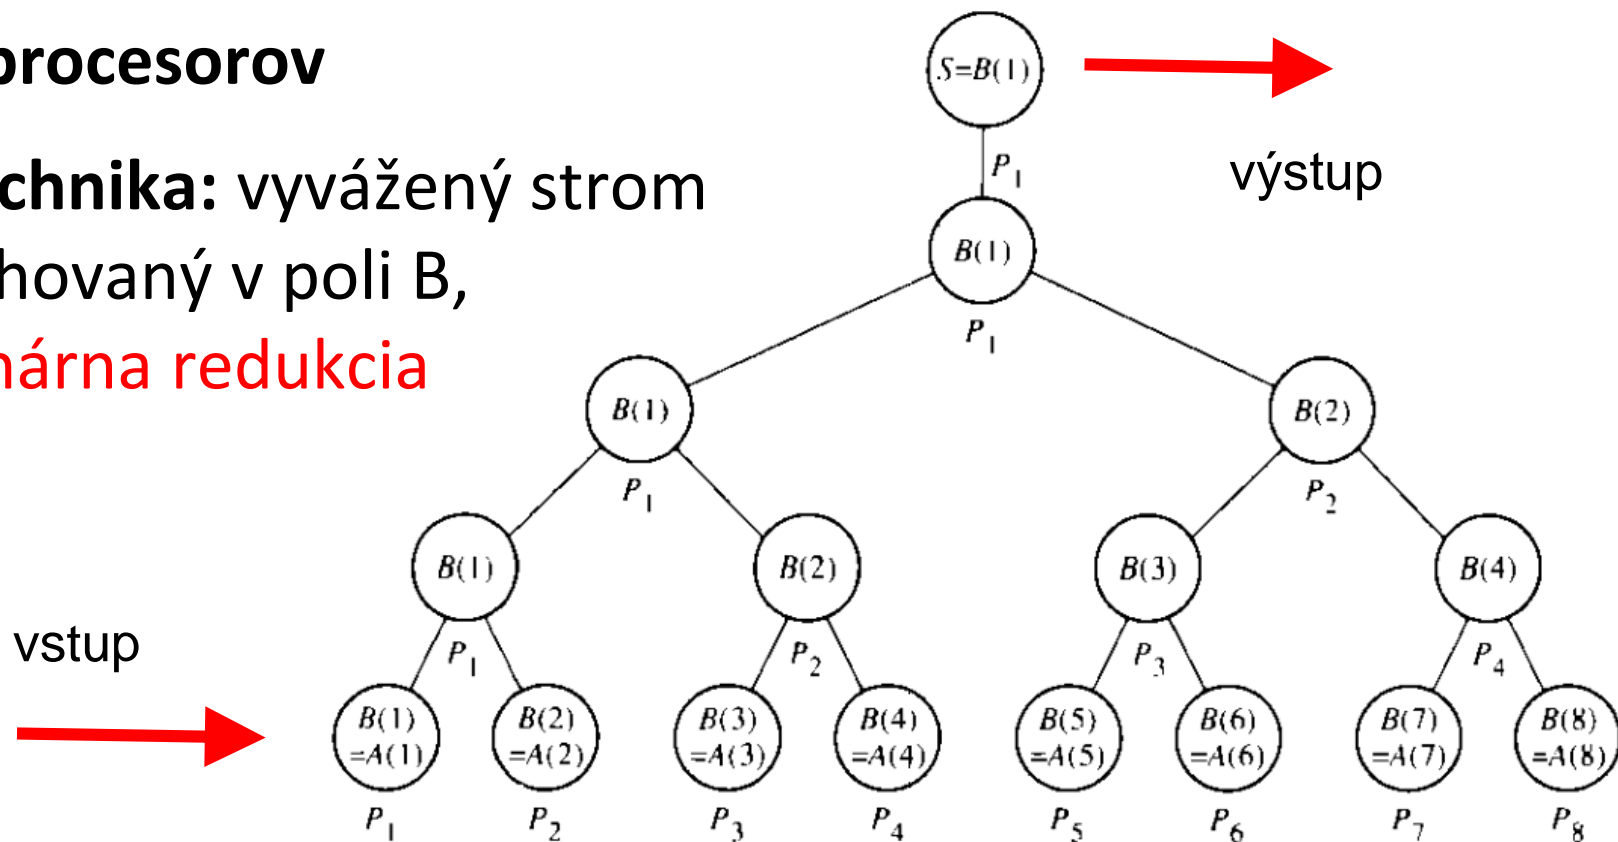 procesorov
chnika: vyvážený strom
hovaný v poli B,
nárna redukcia
S=B(1)
výstup
P1
B(1)
P1
B(1) B(2)
P1 P2
B(1) B(2) B(3) B(4)
vstup
P1 P2 P3 P4
B(1) B(2) B(3) B(4) B(5) B(6) B(7) B(8)
=A(1) =A(2) =A(3) =A(4) =A(5) =A(6) =A(7) =A(8)
P1 P2 P3 P4 P5 P6 P7 P8